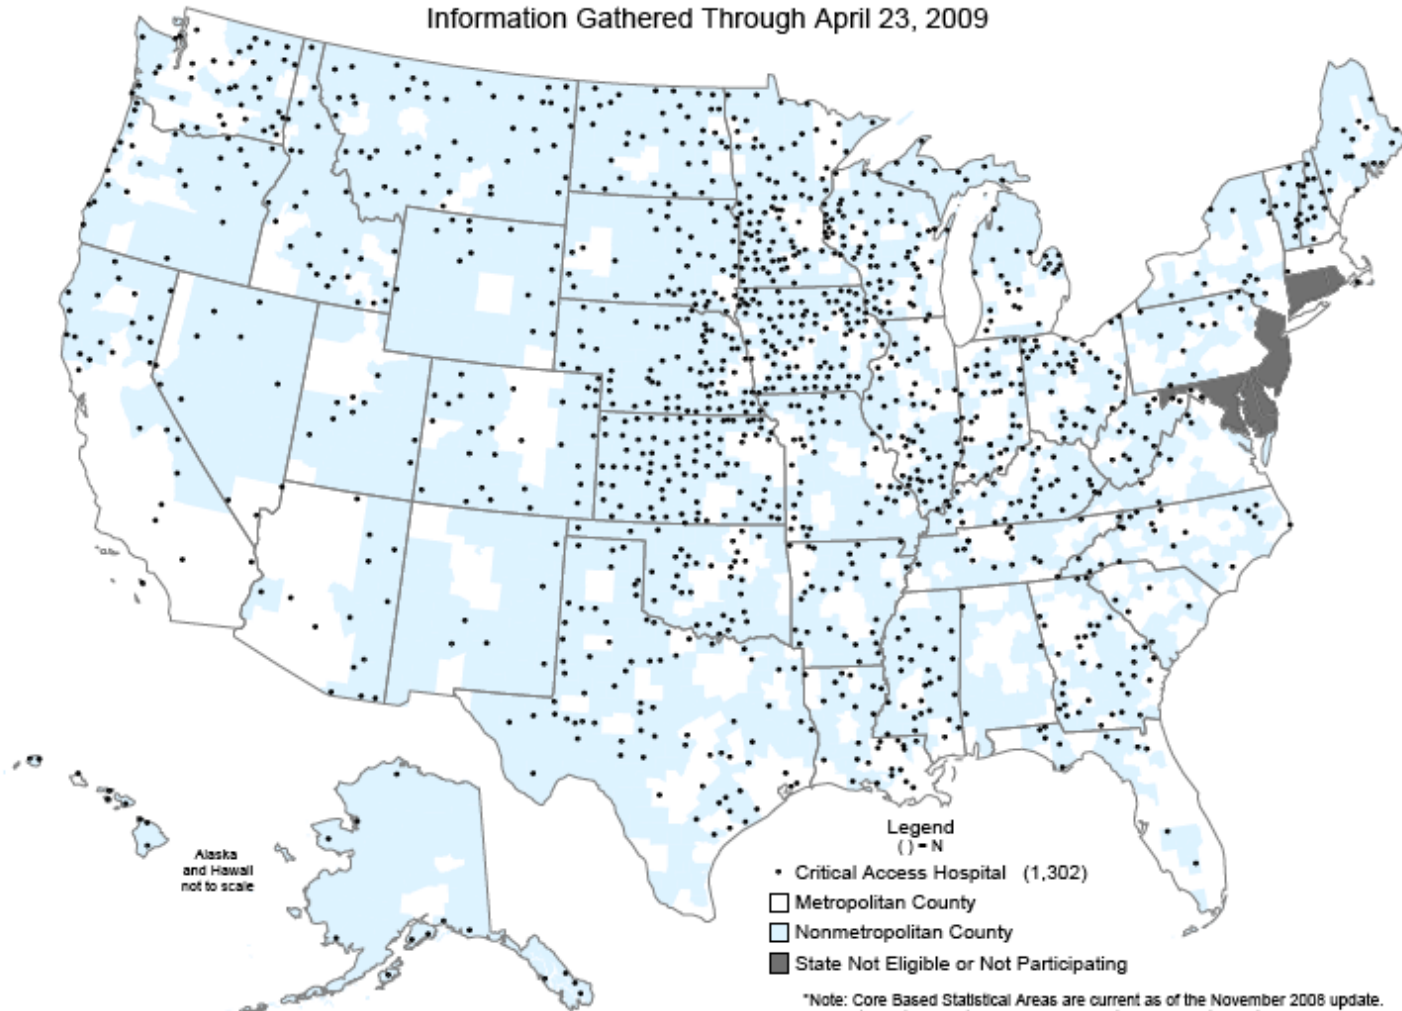 Information Gathered Through April 23, 2009
Alaska
and Hawaii
not to scale
Legend
( ) = N
Critical Access Hospital (1,302)
Metropolitan County
Nonmetropolitan County
State Not Eligible or Not Participating
*Note: Core Based Statistical Areas are current as of the November 2008 update.